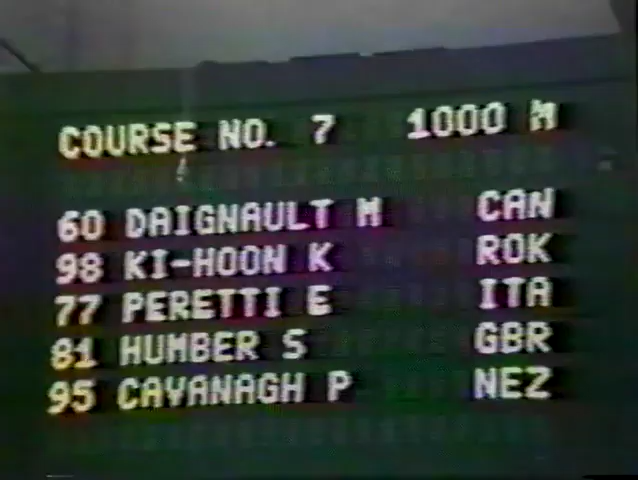 COURSE NO. 7 1000 M
60 DAIGNAULT M CAN
98 KI-HOON K ROK
77 PERETTI E ITA
81 HUMBER S GBR
95 CAVANAGH P NEZ